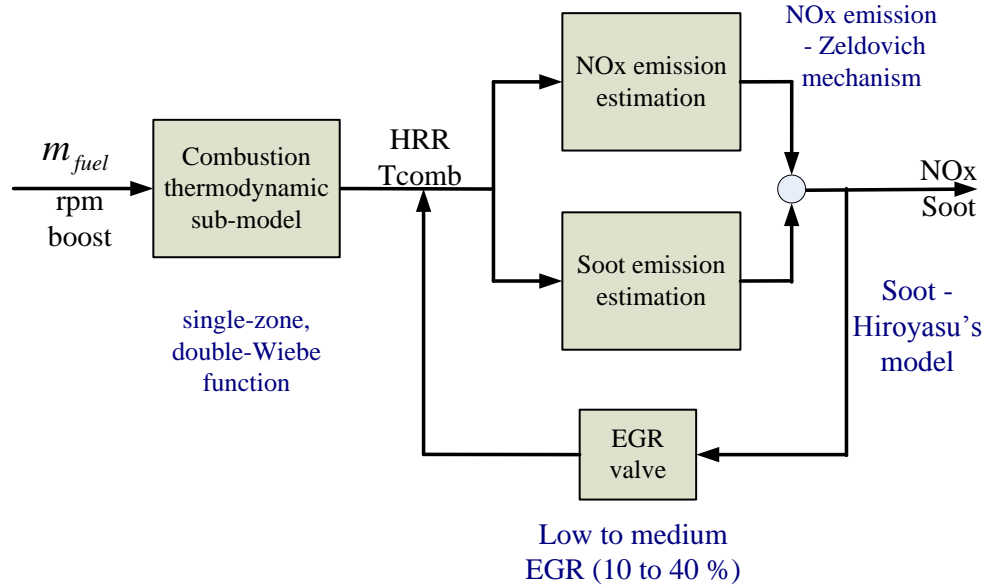 m_fuel
rpm
boost
Combustion
thermodynamic
sub-model
single-zone,
double-Wiebe
function
HRR
Tcomb
NOx emission
estimation
NOx emission
- Zeldovich
mechanism
Soot emission
estimation
NOx
Soot
Soot -
Hiroyasu’s
model
EGR
valve
Low to medium
EGR (10 to 40 %)